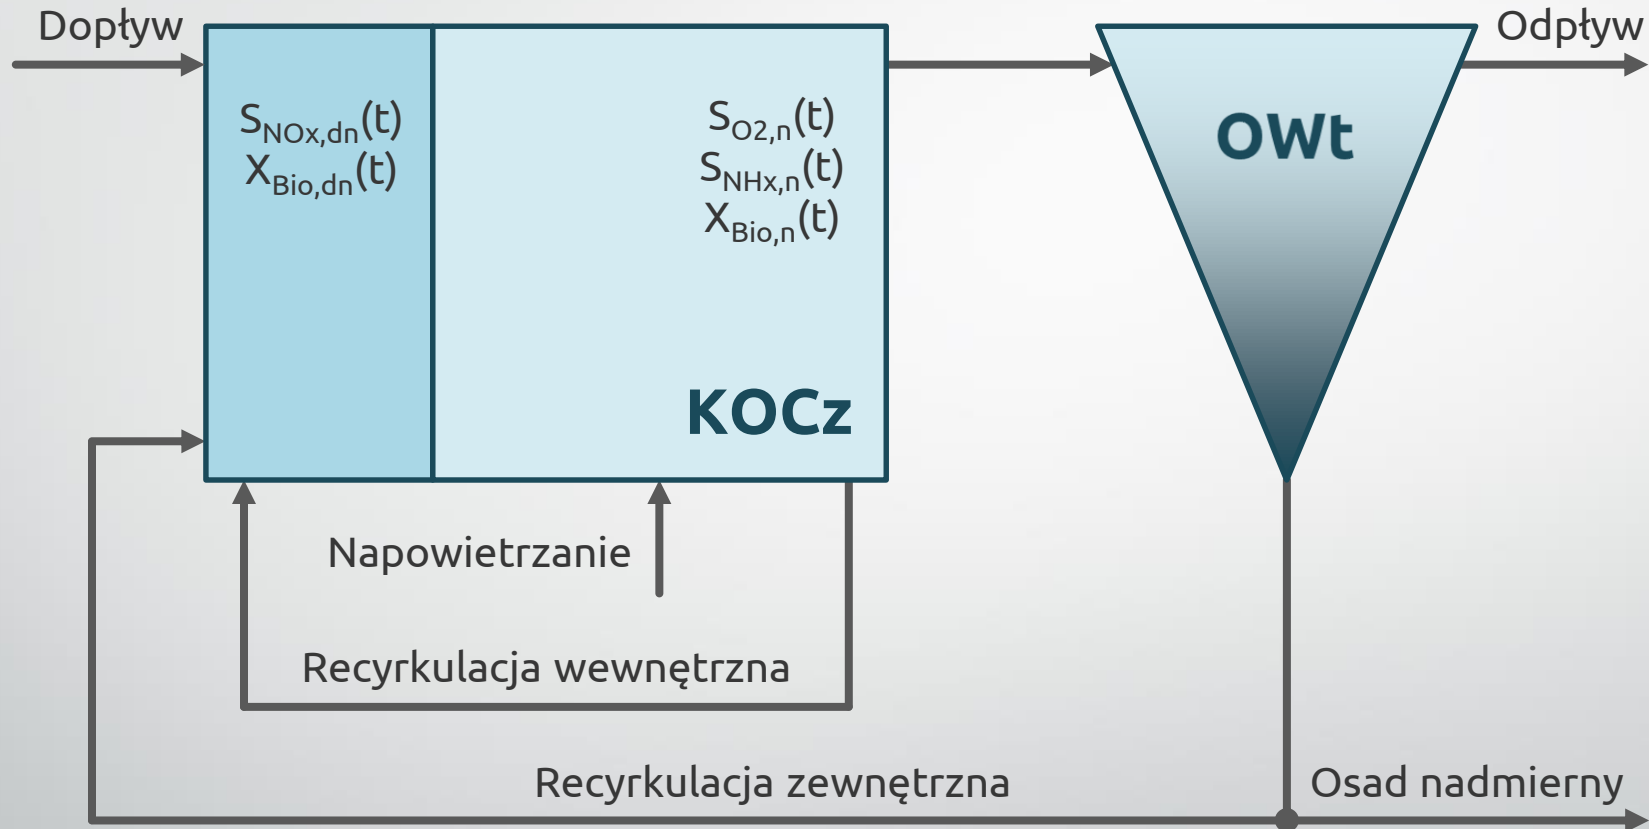 Dopływ
Odpływ
S_NOx,dn(t)
X_Bio,dn(t)
S_O2,n(t)
S_NHx,n(t)
X_Bio,n(t)
OWt
KOCz
Napowietrzanie
Recyrkulacja wewnętrzna
Recyrkulacja zewnętrzna
Osad nadmierny